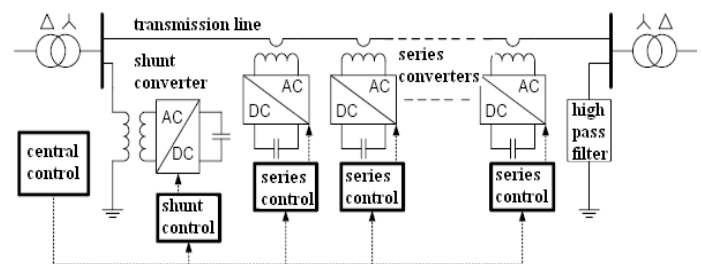 transmission line
shunt
converter
series
converters
AC
DC
AC
DC
AC
DC
AC
DC
high
pass
filter
central
control
series
control
series
control
series
control
shunt
control